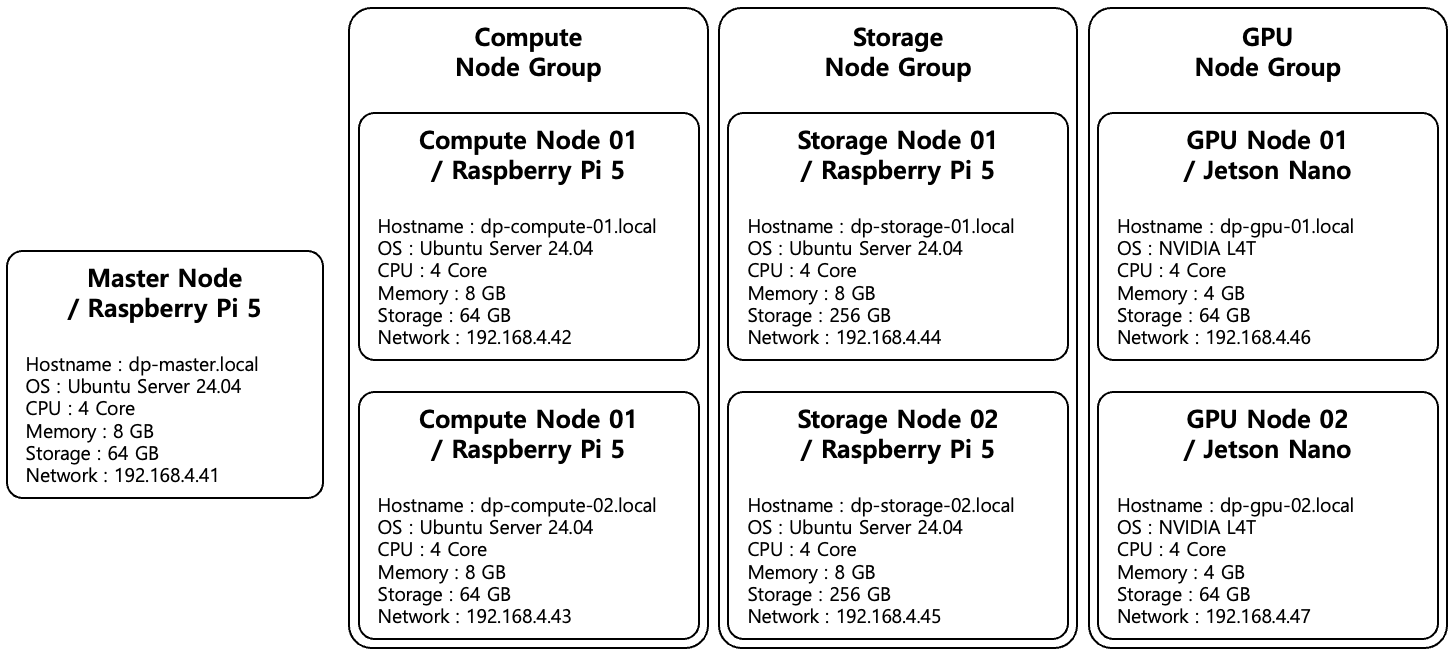 Master Node
/ Raspberry Pi 5
Hostname : dp-master.local
OS : Ubuntu Server 24.04
CPU : 4 Core
Memory : 8 GB
Storage : 64 GB
Network : 192.168.4.41
Compute
Node Group
Compute Node 01
/ Raspberry Pi 5
Hostname : dp-compute-01.local
OS : Ubuntu Server 24.04
CPU : 4 Core
Memory : 8 GB
Storage : 64 GB
Network : 192.168.4.42
Compute Node 01
/ Raspberry Pi 5
Hostname : dp-compute-02.local
OS : Ubuntu Server 24.04
CPU : 4 Core
Memory : 8 GB
Storage : 64 GB
Network : 192.168.4.43
Storage
Node Group
Storage Node 01
/ Raspberry Pi 5
Hostname : dp-storage-01.local
OS : Ubuntu Server 24.04
CPU : 4 Core
Memory : 8 GB
Storage : 256 GB
Network : 192.168.4.44
Storage Node 02
/ Raspberry Pi 5
Hostname : dp-storage-02.local
OS : Ubuntu Server 24.04
CPU : 4 Core
Memory : 8 GB
Storage : 256 GB
Network : 192.168.4.45
GPU
Node Group
GPU Node 01
/ Jetson Nano
Hostname : dp-gpu-01.local
OS : NVIDIA L4T
CPU : 4 Core
Memory : 4 GB
Storage : 64 GB
Network : 192.168.4.46
GPU Node 02
/ Jetson Nano
Hostname : dp-gpu-02.local
OS : NVIDIA L4T
CPU : 4 Core
Memory : 4 GB
Storage : 64 GB
Network : 192.168.4.47